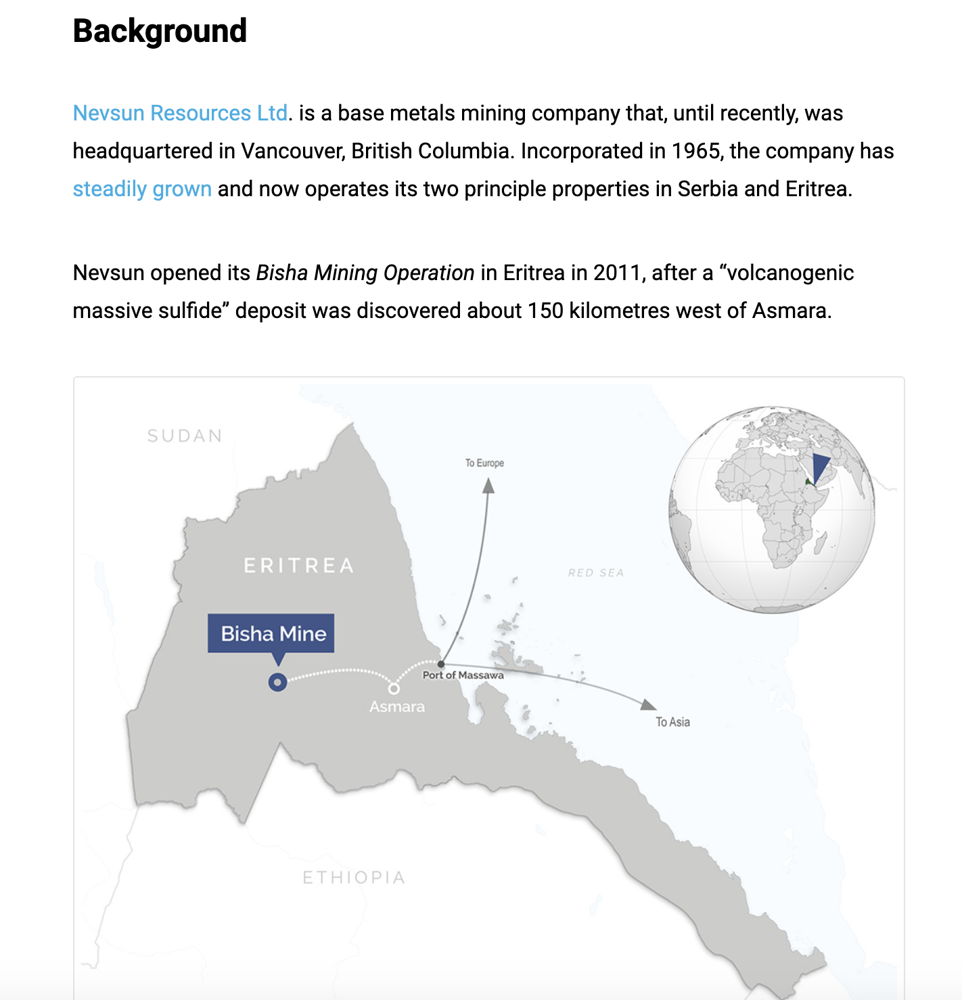 Background
Nevsun Resources Ltd. is a base metals mining company that, until recently, was
headquartered in Vancouver, British Columbia. Incorporated in 1965, the company has
steadily grown and now operates its two principle properties in Serbia and Eritrea.
Nevsun opened its Bisha Mining Operation in Eritrea in 2011, after a “volcanogenic
massive sulfide” deposit was discovered about 150 kilometres west of Asmara.
SUDAN
To Europe
ERITREA
RED SEA
Bisha Mine
Port of Massawa
Asmara
To Asia
ETHIOPIA